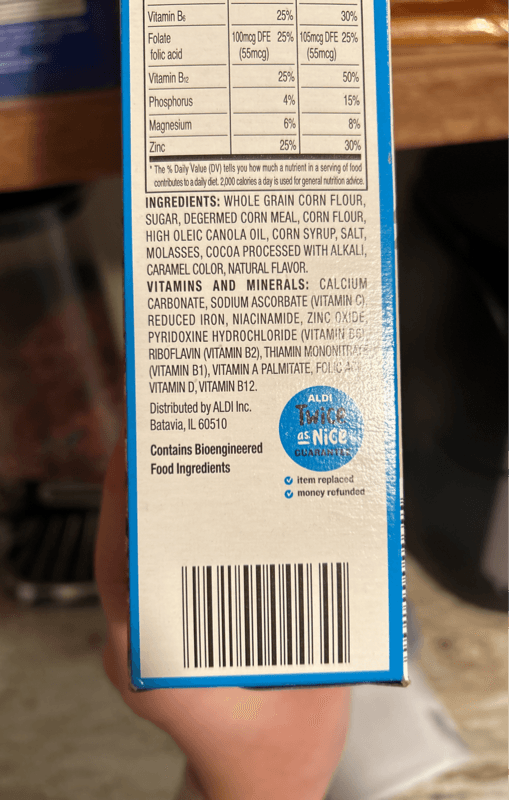 Vitamin B6 25% 30%
Folate 100mcg DFE 25% 105mcg DFE 25%
folic acid (55mcg) (55mcg)
Vitamin B12 25% 50%
Phosphorus 4% 15%
Magnesium 6% 8%
Zinc 25% 30%
* The % Daily Value (DV) tells you how much a nutrient in a serving of food
contributes to a daily diet. 2,000 calories a day is used for general nutrition advice.
INGREDIENTS: WHOLE GRAIN CORN FLOUR,
SUGAR, DEGERMED CORN MEAL, CORN FLOUR,
HIGH OLEIC CANOLA OIL, CORN SYRUP, SALT,
MOLASSES, COCOA PROCESSED WITH ALKALI,
CARAMEL COLOR, NATURAL FLAVOR.
VITAMINS AND MINERALS: CALCIUM
CARBONATE, SODIUM ASCORBATE (VITAMIN C),
REDUCED IRON, NIACINAMIDE, ZINC OXIDE,
PYRIDOXINE HYDROCHLORIDE (VITAMIN B6),
RIBOFLAVIN (VITAMIN B2), THIAMIN MONONITRATE
(VITAMIN B1), VITAMIN A PALMITATE, FOLIC ACID,
VITAMIN D, VITAMIN B12.
Distributed by ALDI Inc.
Batavia, IL 60510
Contains Bioengineered
Food Ingredients
ALDI
Twice
as Nice
GUARANTEE
item replaced
money refunded